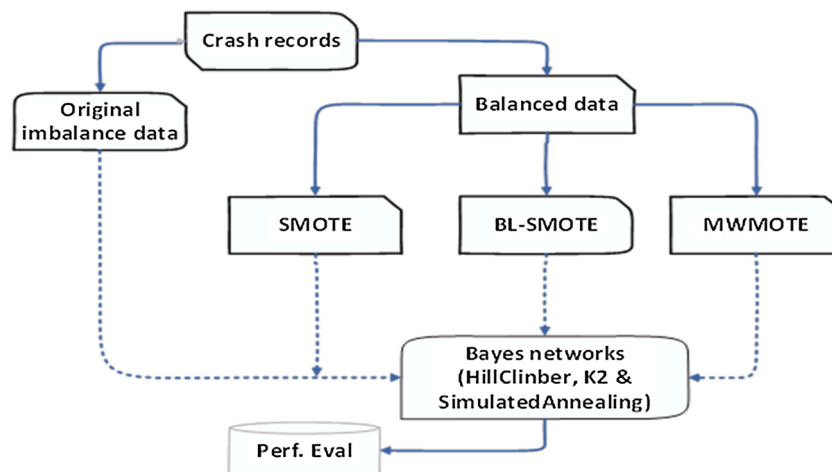 Crash records
Original
imbalance data
Balanced data
SMOTE
BL-SMOTE
MWMOTE
Bayes networks
(HillClinber, K2 &
SimulatedAnnealing)
Perf. Eval